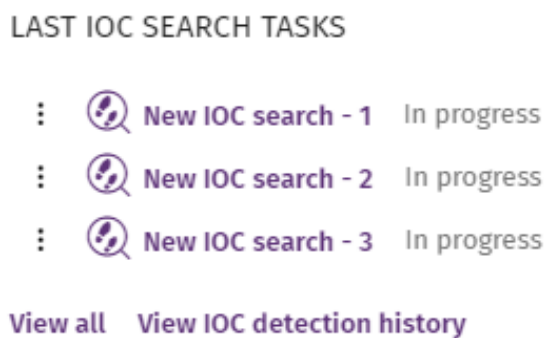 LAST IOC SEARCH TASKS
New IOC search - 1 In progress
New IOC search - 2 In progress
New IOC search - 3 In progress
View all View IOC detection history